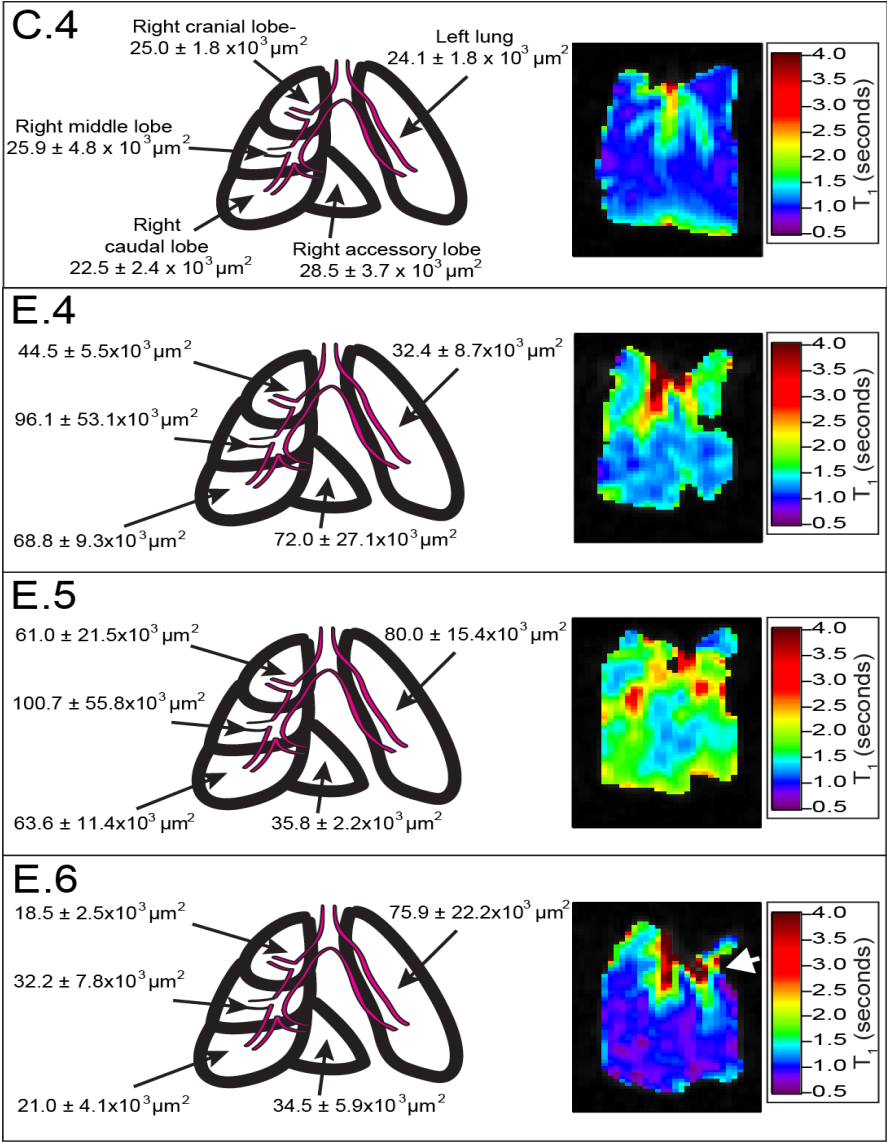 C.4
Right cranial lobe-
25.0 ± 1.8 x10³µm²
Left lung
24.1 ± 1.8 x 10³ µm²
Right middle lobe
25.9 ± 4.8 x 10³µm²
Right
caudal lobe
22.5 ± 2.4 x 10³µm²
Right accessory lobe
28.5 ± 3.7 x 10³µm²
4.0
3.5
3.0
2.5
2.0
1.5
1.0
0.5
T₁ (seconds)
E.4
44.5 ± 5.5x10³µm²
32.4 ± 8.7x10³µm²
96.1 ± 53.1x10³µm²
68.8 ± 9.3x10³µm²
72.0 ± 27.1x10³µm²
4.0
3.5
3.0
2.5
2.0
1.5
1.0
0.5
T₁ (seconds)
E.5
61.0 ± 21.5x10³µm²
80.0 ± 15.4x10³µm²
100.7 ± 55.8x10³µm²
63.6 ± 11.4x10³µm²
35.8 ± 2.2x10³µm²
4.0
3.5
3.0
2.5
2.0
1.5
1.0
0.5
T₁ (seconds)
E.6
18.5 ± 2.5x10³µm²
75.9 ± 22.2x10³µm²
32.2 ± 7.8x10³µm²
21.0 ± 4.1x10³µm²
34.5 ± 5.9x10³µm²
4.0
3.5
3.0
2.5
2.0
1.5
1.0
0.5
T₁ (seconds)